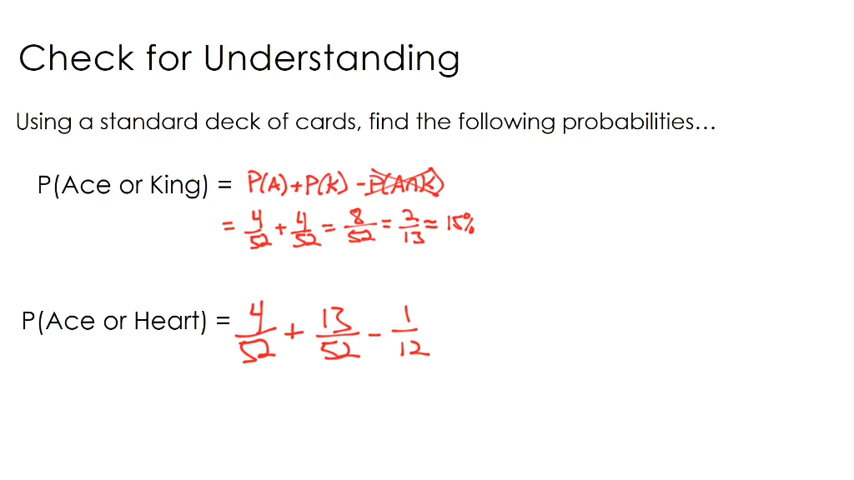 Check for Understanding
Using a standard deck of cards, find the following probabilities…
P(Ace or King) = P(A)+P(K) - P(A∩K)
= 4/52 + 4/52 = 8/52 = 2/13 ≈ 15%
P(Ace or Heart) = 4/52 + 13/52 - 1/12